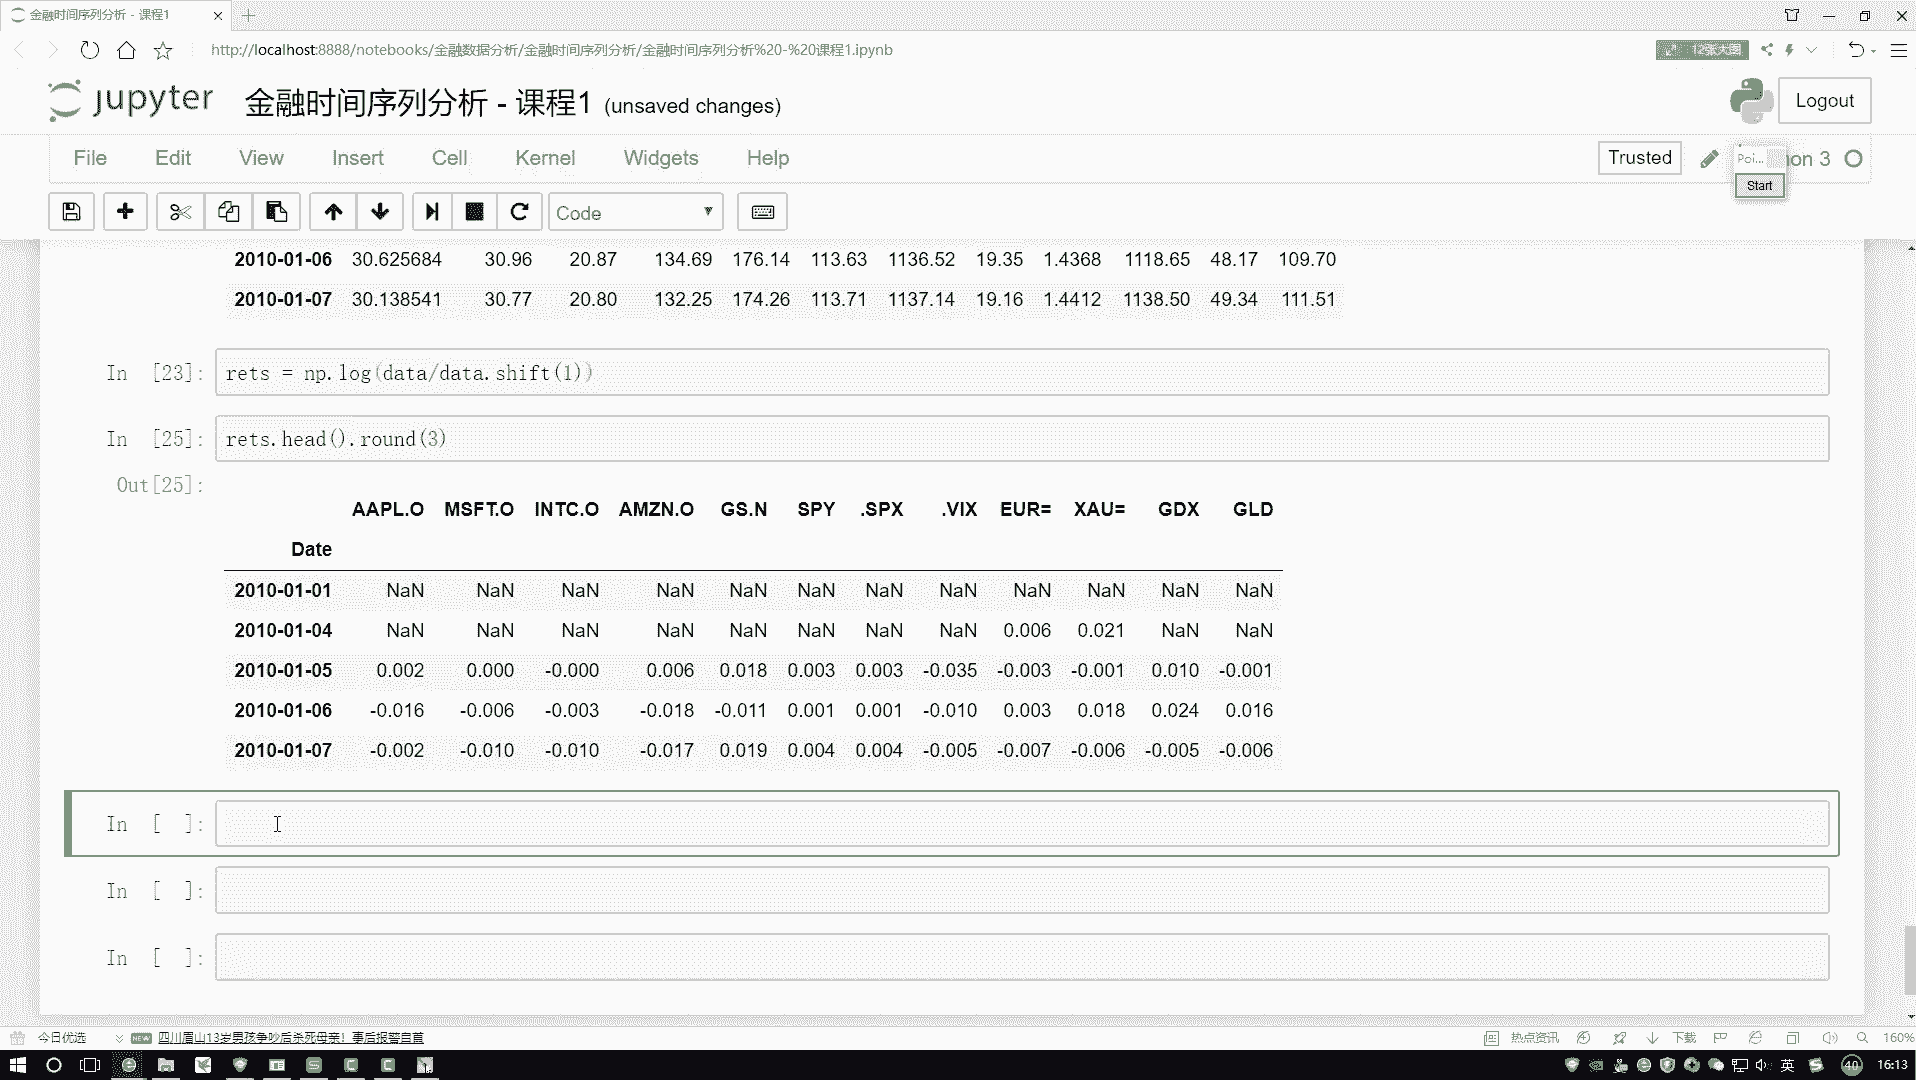 金融时间序列分析 - 课程1
http://localhost:8888/notebooks/金融数据分析/金融时间序列分析/金融时间序列分析%20-%20课程1.ipynb
12张大图
jupyter 金融时间序列分析 - 课程1 (unsaved changes)
Logout
File Edit View Insert Cell Kernel Widgets Help
Trusted
Poi... on 3
Start
Code
2010-01-06 30.625684 30.96 20.87 134.69 176.14 113.63 1136.52 19.35 1.4368 1118.65 48.17 109.70
2010-01-07 30.138541 30.77 20.80 132.25 174.26 113.71 1137.14 19.16 1.4412 1138.50 49.34 111.51
In [23]: rets = np.log(data/data.shift(1))
In [25]: rets.head().round(3)
Out[25]:
AAPL.O MSFT.O INTC.O AMZN.O GS.N SPY .SPX .VIX EUR= XAU= GDX GLD
Date
2010-01-01 NaN NaN NaN NaN NaN NaN NaN NaN NaN NaN NaN NaN
2010-01-04 NaN NaN NaN NaN NaN NaN NaN NaN 0.006 0.021 NaN NaN
2010-01-05 0.002 0.000 -0.000 0.006 0.018 0.003 0.003 -0.035 -0.003 -0.001 0.010 -0.001
2010-01-06 -0.016 -0.006 -0.003 -0.018 -0.011 0.001 0.001 -0.010 0.003 0.018 0.024 0.016
2010-01-07 -0.002 -0.010 -0.010 -0.017 0.019 0.004 0.004 -0.005 -0.007 -0.006 -0.005 -0.006
In [ ]:
In [ ]:
In [ ]:
今日优选 NEW 四川眉山13岁男孩争吵后杀死母亲！事后报警自首 热点资讯 下载 160%
英 40 16:13